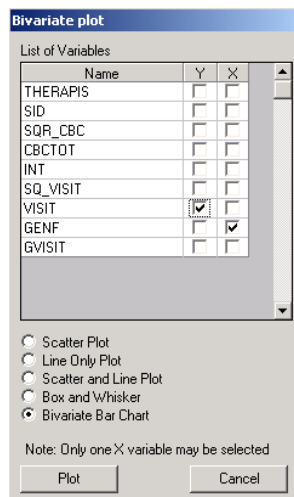 Bivariate plot
List of Variables
Name Y X
THERAPIS
SID
SQR_CBC
CBCTOT
INT
SQ_VISIT
VISIT
GENF
GVISIT
Scatter Plot
Line Only Plot
Scatter and Line Plot
Box and Whisker
Bivariate Bar Chart
Note: Only one X variable may be selected
Plot Cancel